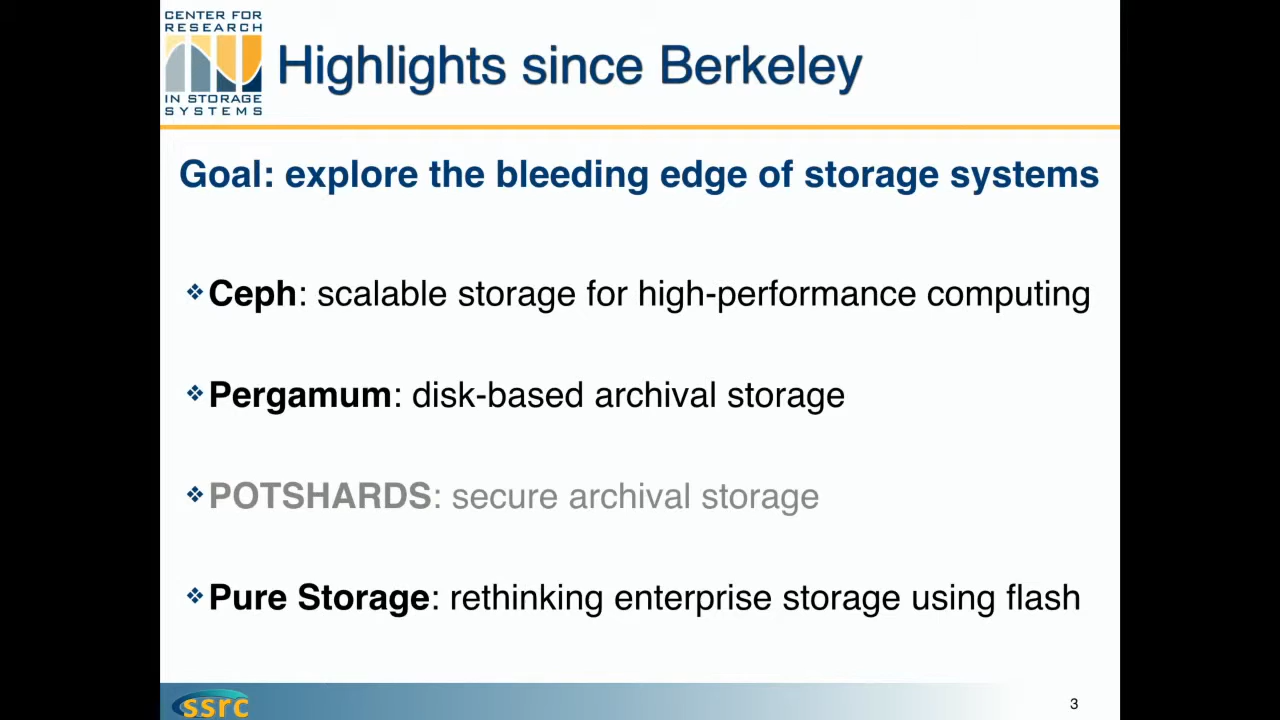 CENTER FOR
RESEARCH
IN STORAGE
SYSTEMS
Highlights since Berkeley
Goal: explore the bleeding edge of storage systems
❖Ceph: scalable storage for high-performance computing
❖Pergamum: disk-based archival storage
❖POTSHARDS: secure archival storage
❖Pure Storage: rethinking enterprise storage using flash
ssrc
3